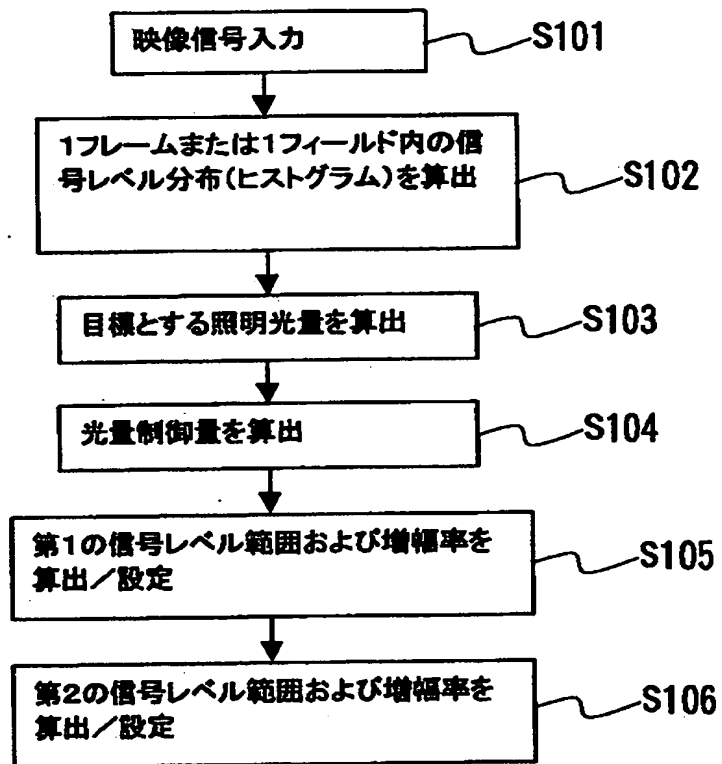 映像信号入力
S101
1フレームまたは1フィールド内の信
号レベル分布(ヒストグラム)を算出
S102
目標とする照明光量を算出
S103
光量制御量を算出
S104
第1の信号レベル範囲および増幅率を
算出／設定
S105
第2の信号レベル範囲および増幅率を
算出／設定
S106